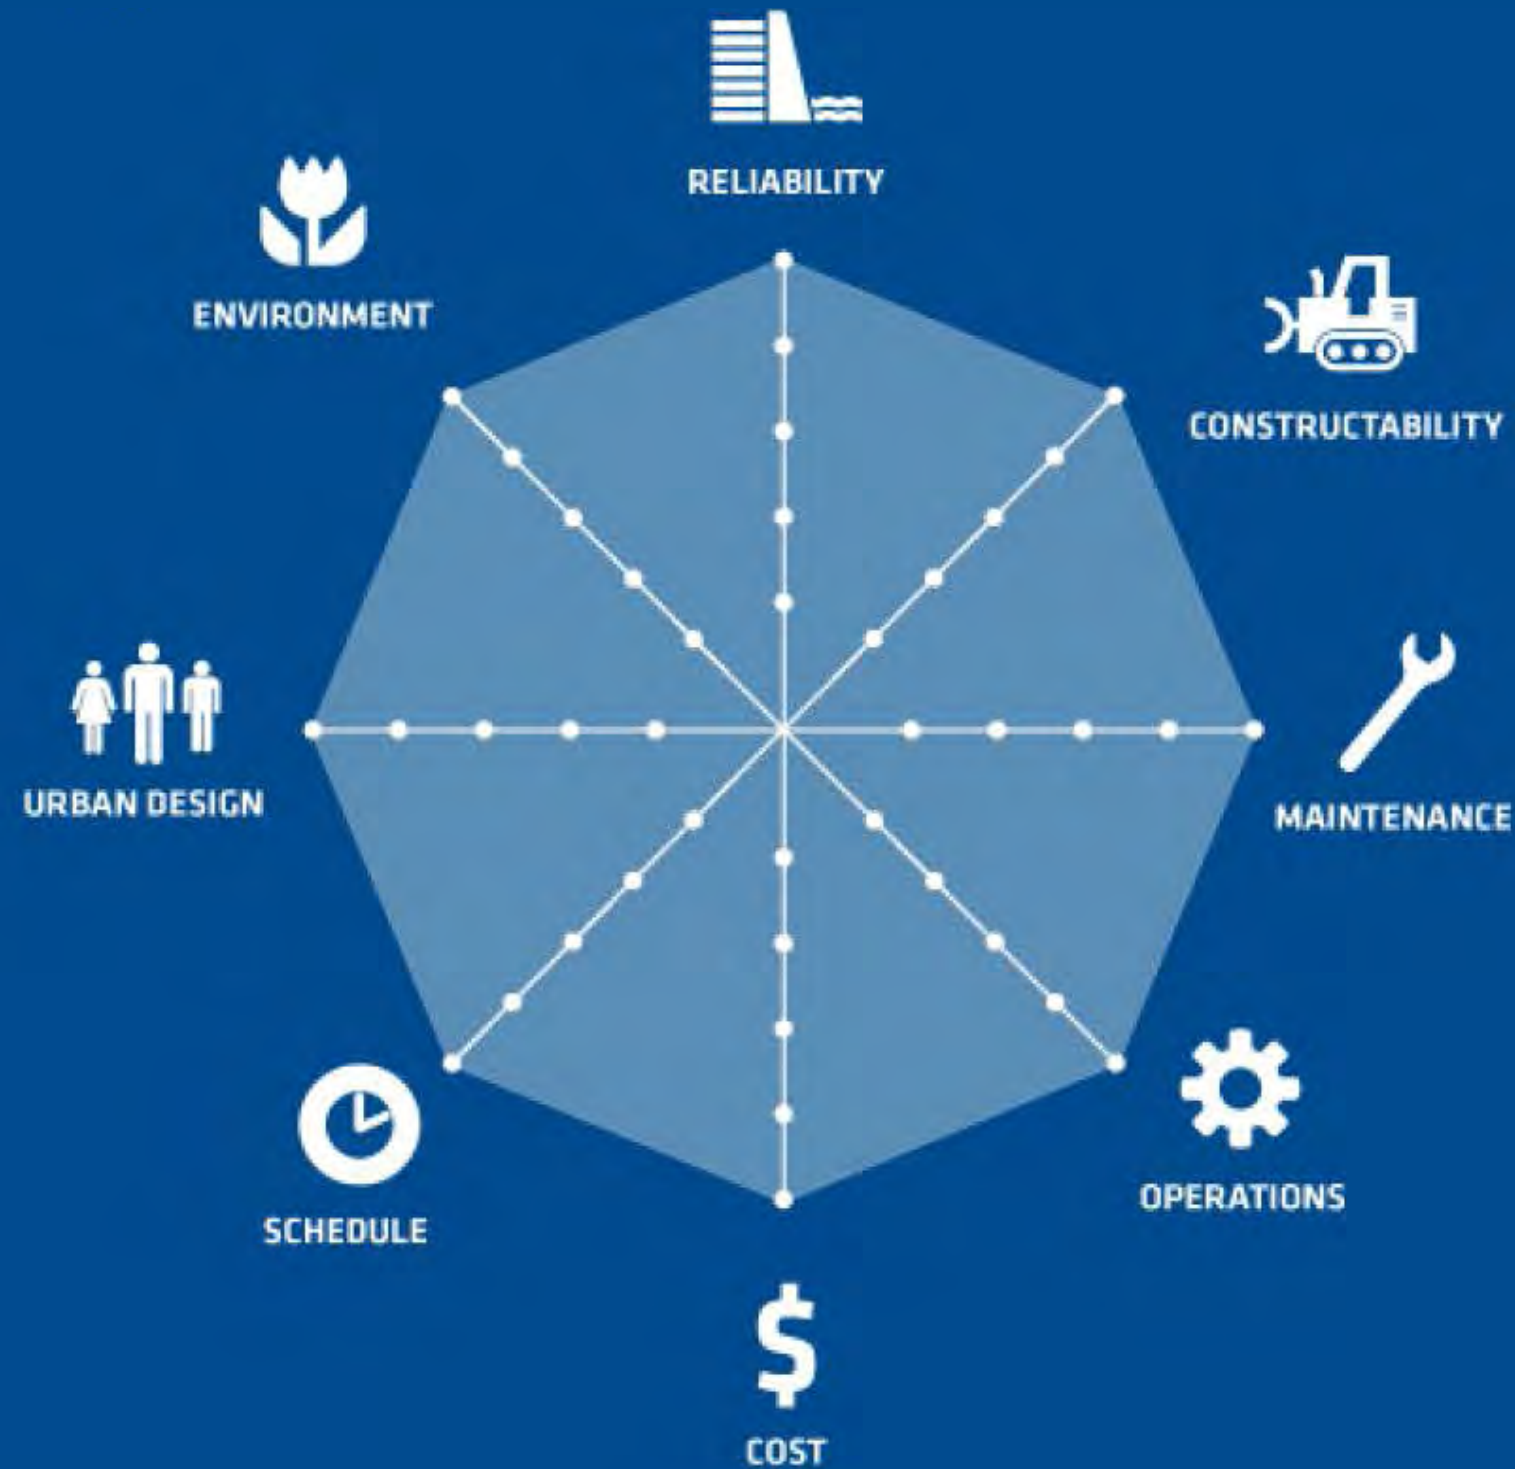 RELIABILITY
ENVIRONMENT
CONSTRUCTABILITY
URBAN DESIGN
MAINTENANCE
OPERATIONS
SCHEDULE
$
COST